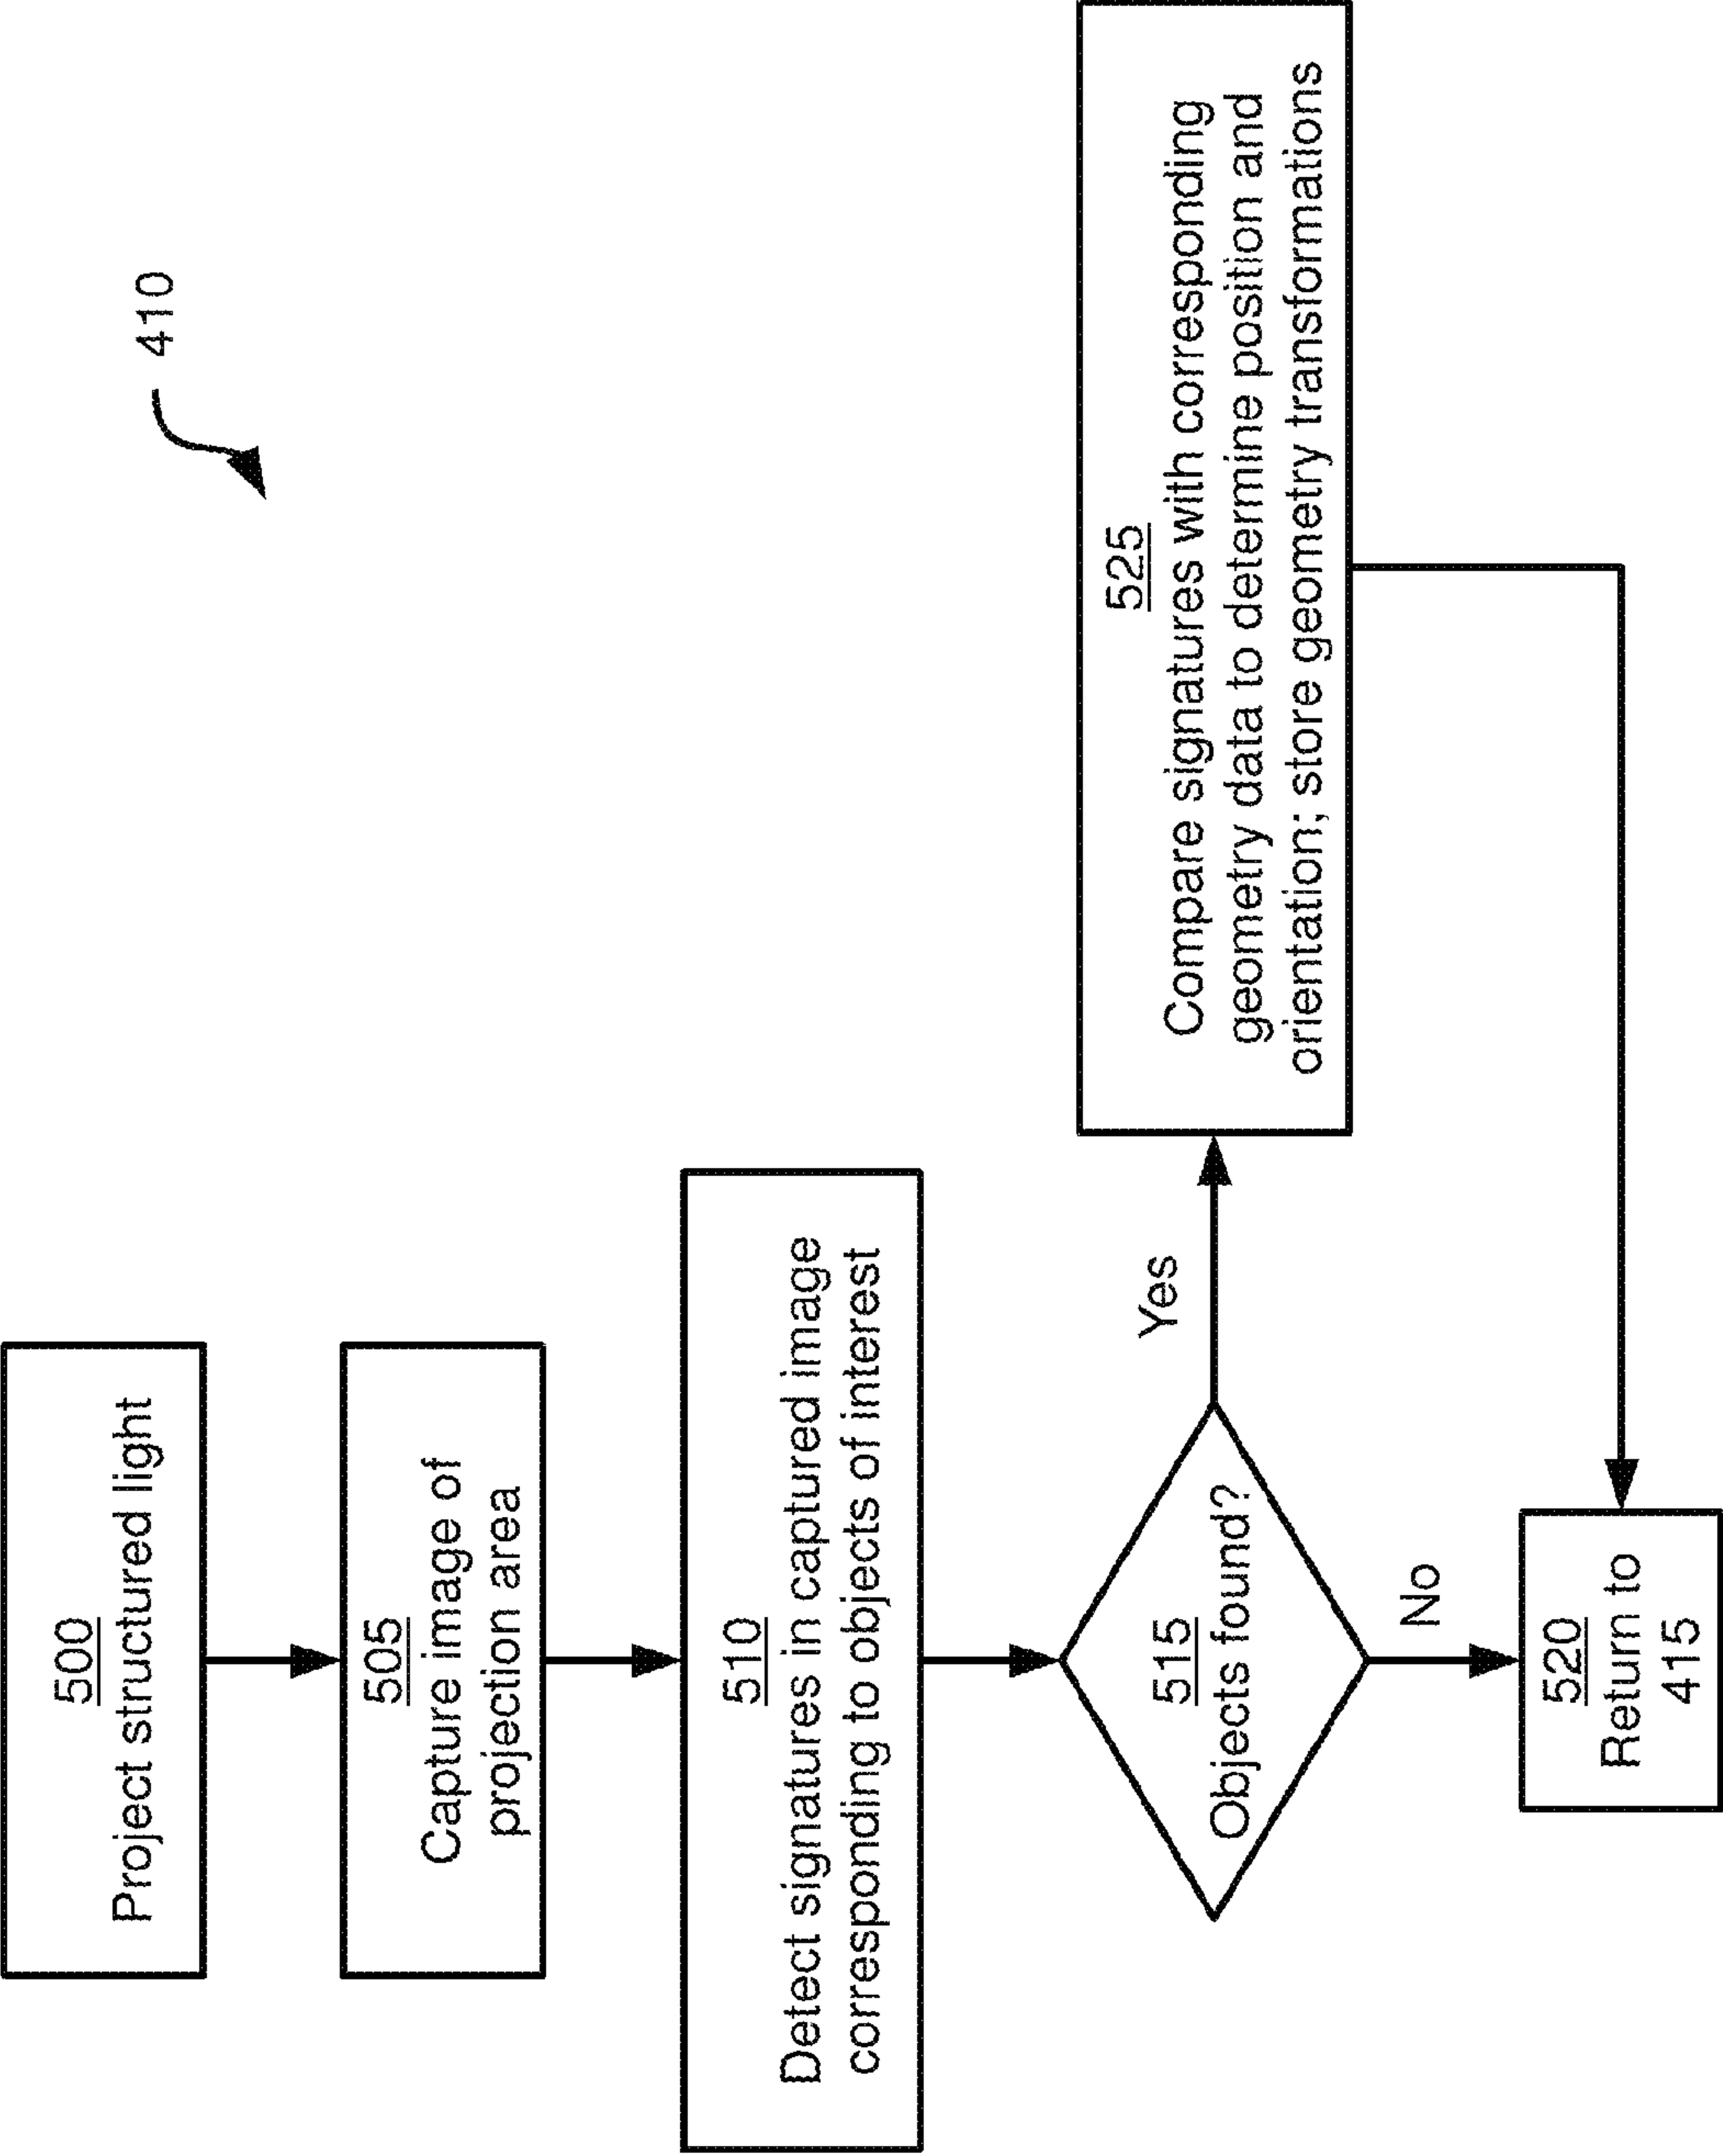 410
500
Project structured light
505
Capture image of
projection area
510
Detect signatures in captured image
corresponding to objects of interest
515
Objects found?
Yes
No
525
Compare signatures with corresponding
geometry data to determine position and
orientation; store geometry transformations
520
Return to
415